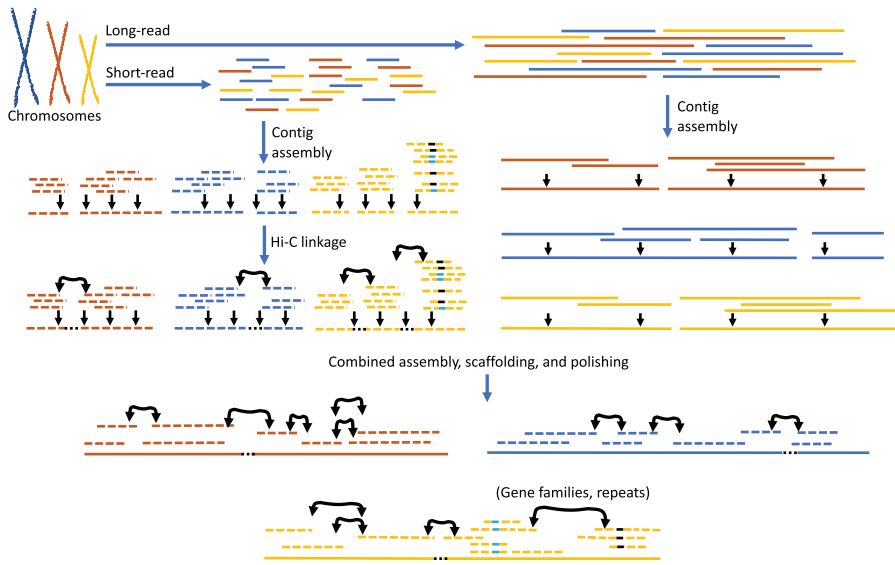 Long-read
Short-read
Chromosomes
Contig
assembly
Contig
assembly
Hi-C linkage
Combined assembly, scaffolding, and polishing
(Gene families, repeats)